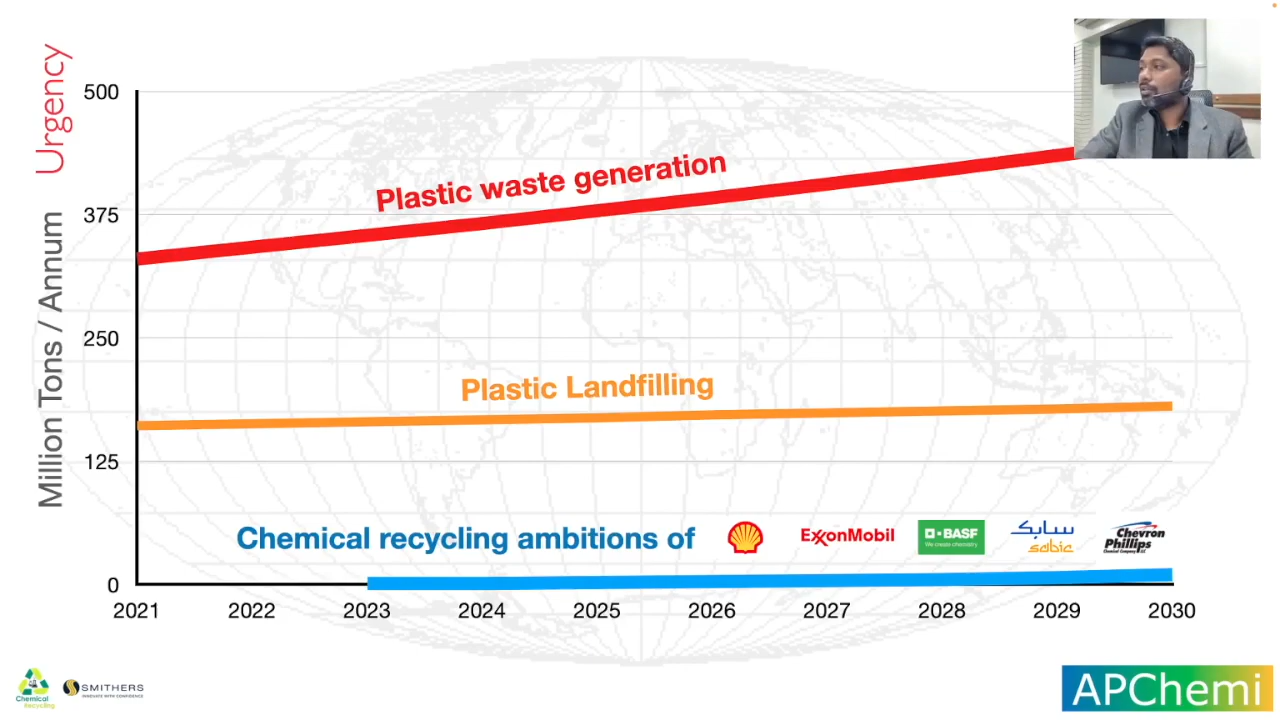 Urgency
Million Tons / Annum
500
375
250
125
0
Plastic waste generation
Plastic Landfilling
Chemical recycling ambitions of
ExxonMobil
BASF
We create chemistry
سابك
sabic
Chevron
Phillips
Chemical Company LLC
2021 2022 2023 2024 2025 2026 2027 2028 2029 2030
Chemical
Recycling
SMITHERS
INNOVATE WITH CONFIDENCE
APChemi